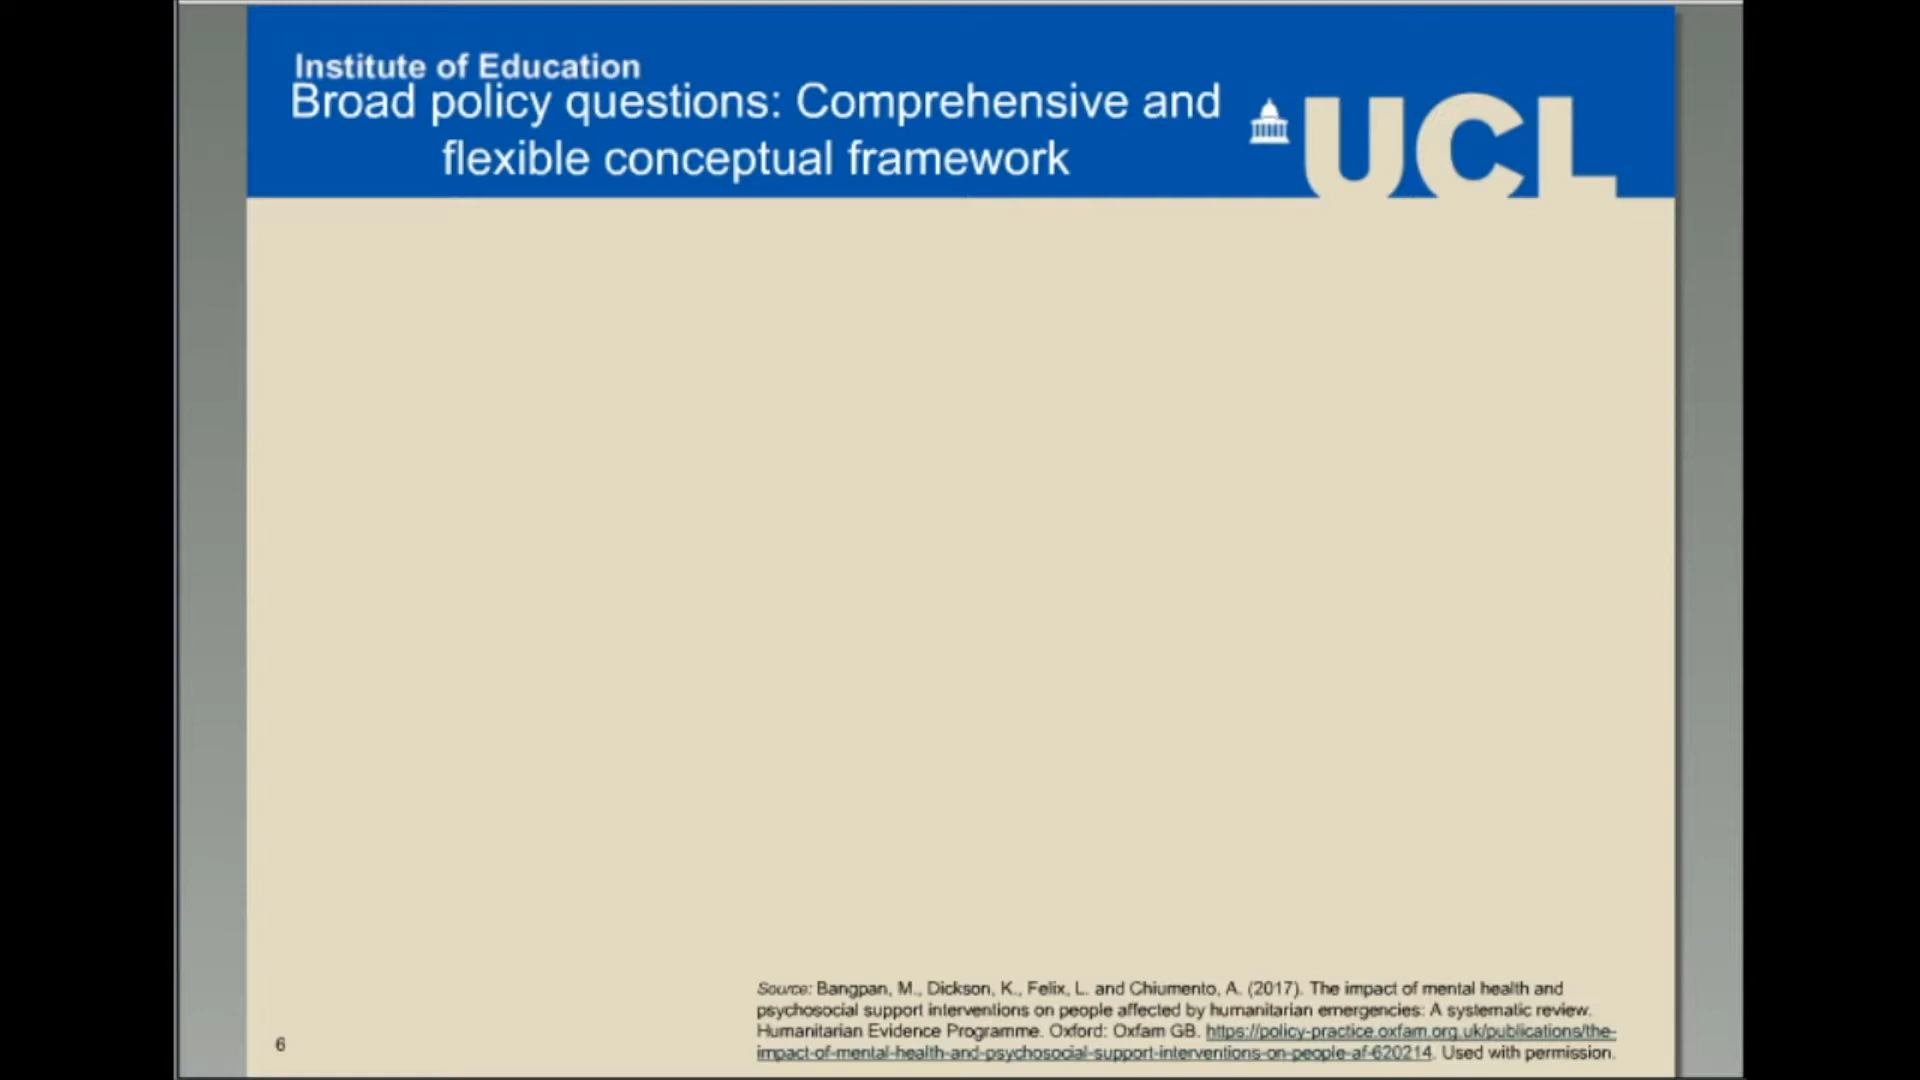 Institute of Education
Broad policy questions: Comprehensive and
flexible conceptual framework
UCL
Source: Bangpan, M., Dickson, K., Felix, L. and Chiumento, A. (2017). The impact of mental health and
psychosocial support interventions on people affected by humanitarian emergencies: A systematic review.
Humanitarian Evidence Programme. Oxford: Oxfam GB. https://policy-practice.oxfam.org.uk/publications/the-
impact-of-mental-health-and-psychosocial-support-interventions-on-people-af-620214. Used with permission.
6